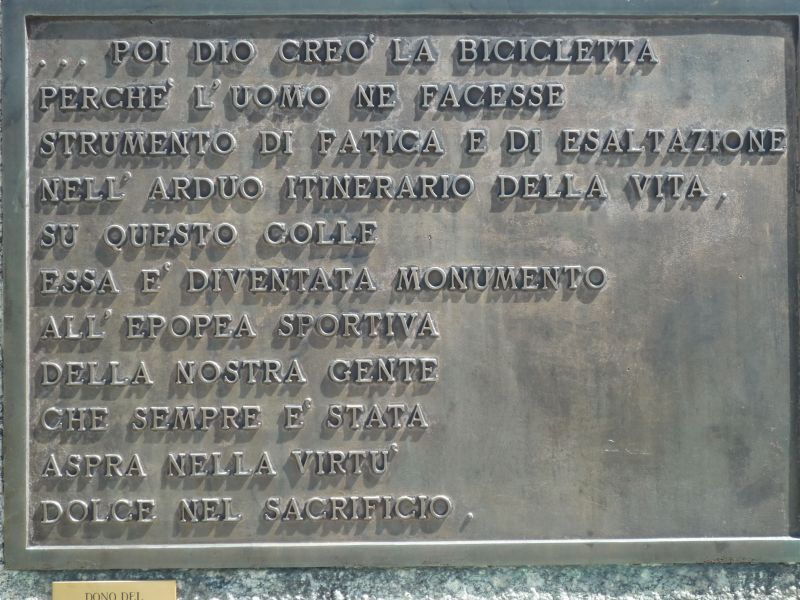 ... POI DIO CREO' LA BICICLETTA
PERCHE' L'UOMO NE FACESSE
STRUMENTO DI FATICA E DI ESALTAZIONE
NELL' ARDUO ITINERARIO DELLA VITA,
SU QUESTO COLLE
ESSA E' DIVENTATA MONUMENTO
ALL' EPOPEA SPORTIVA
DELLA NOSTRA GENTE
CHE SEMPRE E' STATA
ASPRA NELLA VIRTU'
DOLCE NEL SACRIFICIO,
DONO DEL